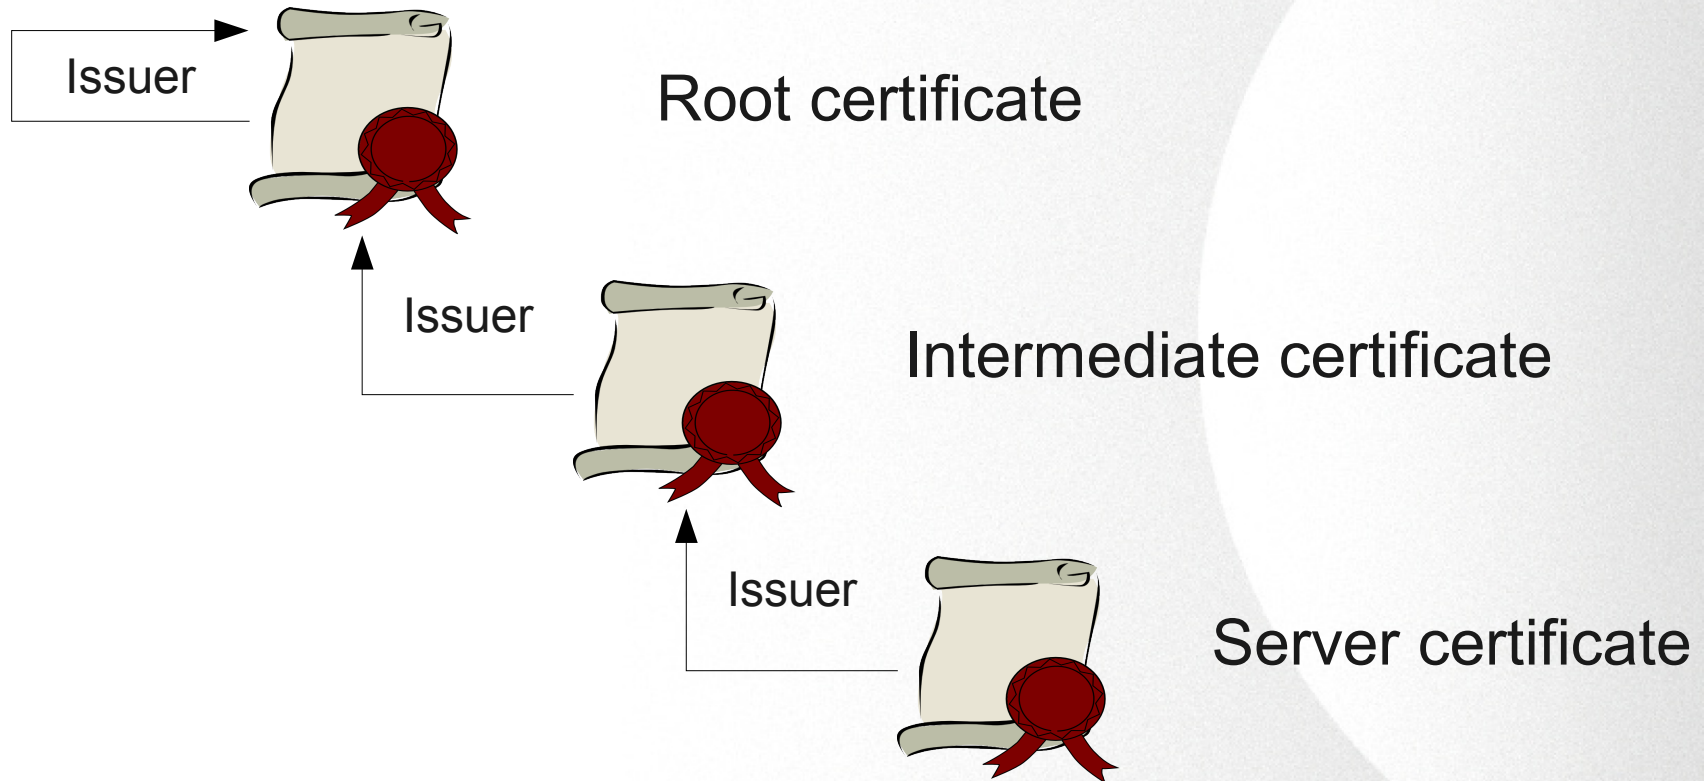 Issuer
Root certificate
Issuer
Intermediate certificate
Issuer
Server certificate